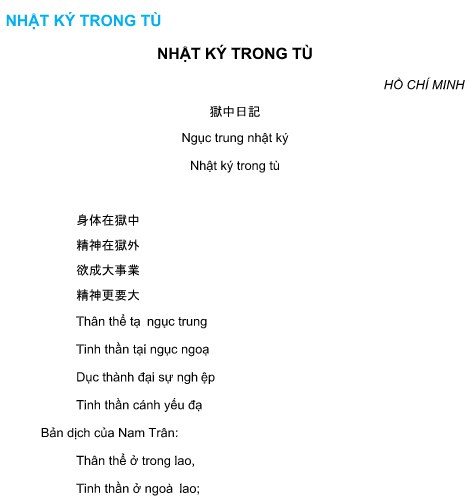 NHẬT KÝ TRONG TÙ
NHẬT KÝ TRONG TÙ
HỒ CHÍ MINH
獄中日記
Ngục trung nhật ký
Nhật ký trong tù
身体在獄中
精神在獄外
欲成大事業
精神更要大
Thân thể tạ ngục trung
Tinh thần tại ngục ngoạ
Dục thành đại sự ngh ệp
Tinh thần cánh yếu đạ
Bản dịch của Nam Trân:
Thân thể ở trong lao,
Tinh thần ở ngoà lao;